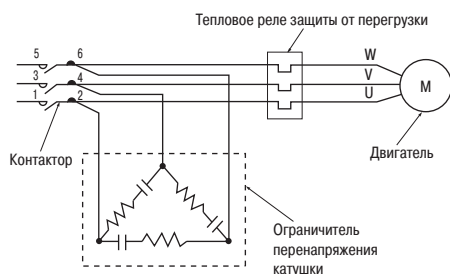 Тепловое реле защиты от перегрузки
5 6 W
3 4 V M
1 2 U
Контактор
Двигатель
Ограничитель
перенапряжения
катушки